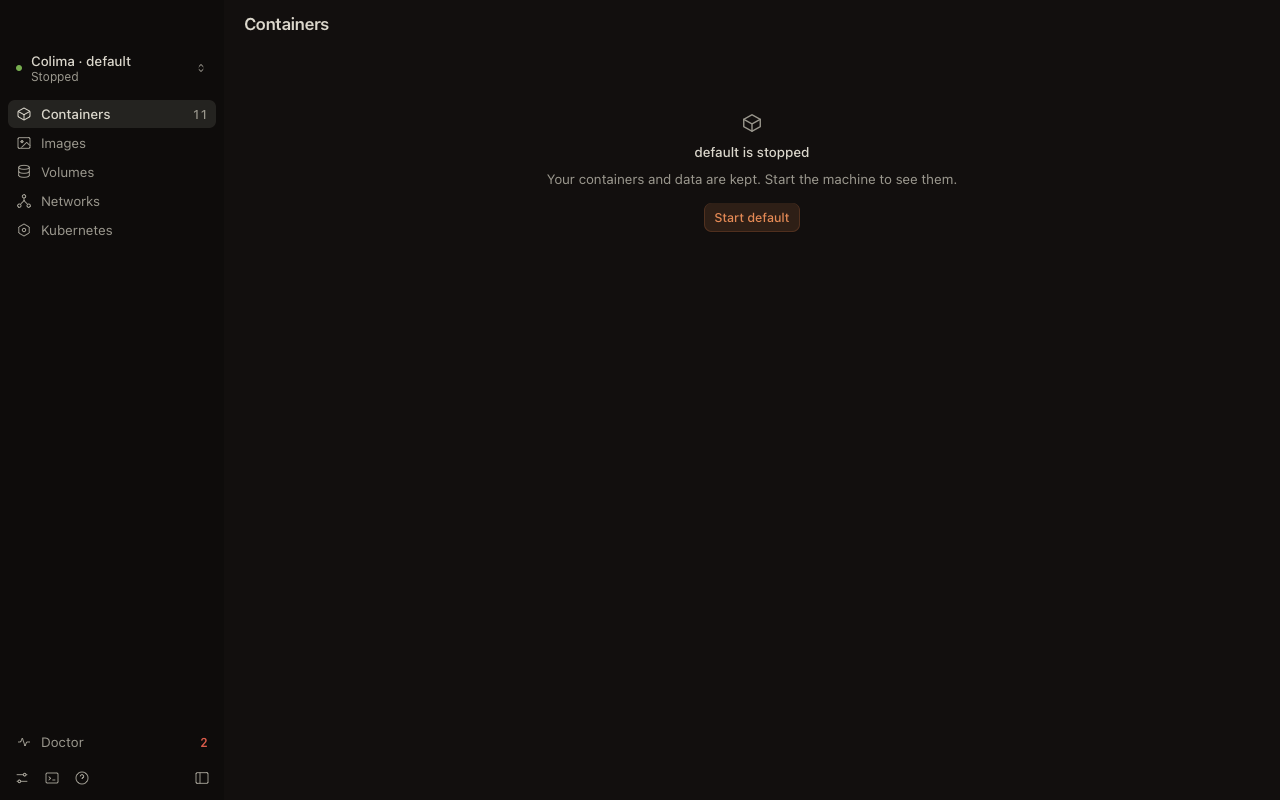 Containers
Colima · default
Stopped
Containers 11
Images
Volumes
Networks
Kubernetes
default is stopped
Your containers and data are kept. Start the machine to see them.
Start default
Doctor 2